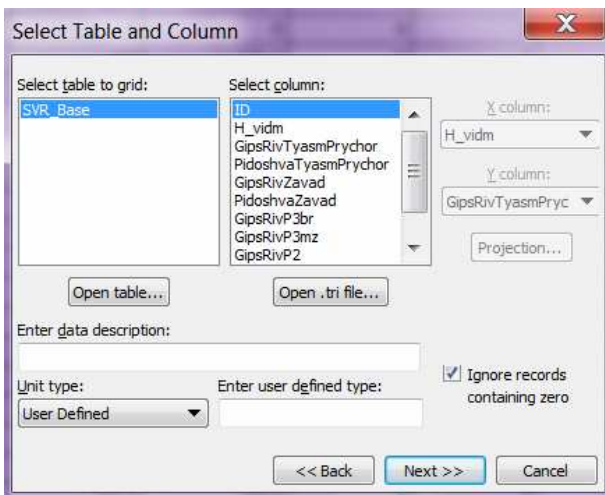 Select Table and Column
Select table to grid:
SVR_Base
Open table...
Select column:
ID
H_vidm
GipsRivTyasmPrychor
PidoshvaTyasmPrychor
GipsRivZavad
PidoshvaZavad
GipsRivP3br
GipsRivP3mz
GipsRivP2
Open .tri file...
X column:
H_vidm
Y column:
GipsRivTyasmPryc
Projection...
Enter data description:
Unit type:
User Defined
Enter user defined type:
Ignore records
containing zero
<< Back
Next >>
Cancel